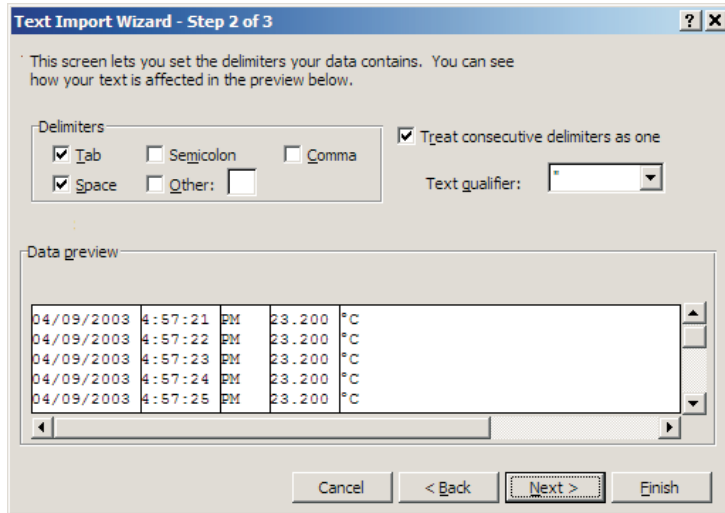 Text Import Wizard - Step 2 of 3
This screen lets you set the delimiters your data contains. You can see
how your text is affected in the preview below.
Delimiters
Tab Semicolon Comma
Space Other:
Treat consecutive delimiters as one
Text qualifier: "
Data preview
04/09/2003 4:57:21 PM 23.200 °C
04/09/2003 4:57:22 PM 23.200 °C
04/09/2003 4:57:23 PM 23.200 °C
04/09/2003 4:57:24 PM 23.200 °C
04/09/2003 4:57:25 PM 23.200 °C
Cancel < Back Next > Finish